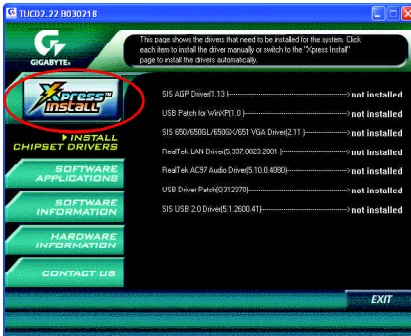 TUCD2.22 B030218
GIGABYTE
This page shows the drivers that need to be installed for the system. Click
each item to install the driver manually or switch to the "Xpress Install"
page to install the drivers automatically.
Xpress™
INSTALL
INSTALL
CHIPSET DRIVERS
SOFTWARE
APPLICATIONS
SOFTWARE
INFORMATION
HARDWARE
INFORMATION
CONTACT US
SIS AGP Driver(1.13 )---->not installed
USB Patch for WinXP(1.0 )---->not installed
SIS 650/650GL/650GX/651 VGA Driver(2.11 )---->not installed
RealTek LAN Driver(5.397.0823.2001 )---->not installed
RealTek AC97 Audio Driver(5.10.0.4080)---->not installed
USB Driver Patch(Q312370)---->not installed
SIS USB 2.0 Driver(5.1.2600.41)---->not installed
EXIT